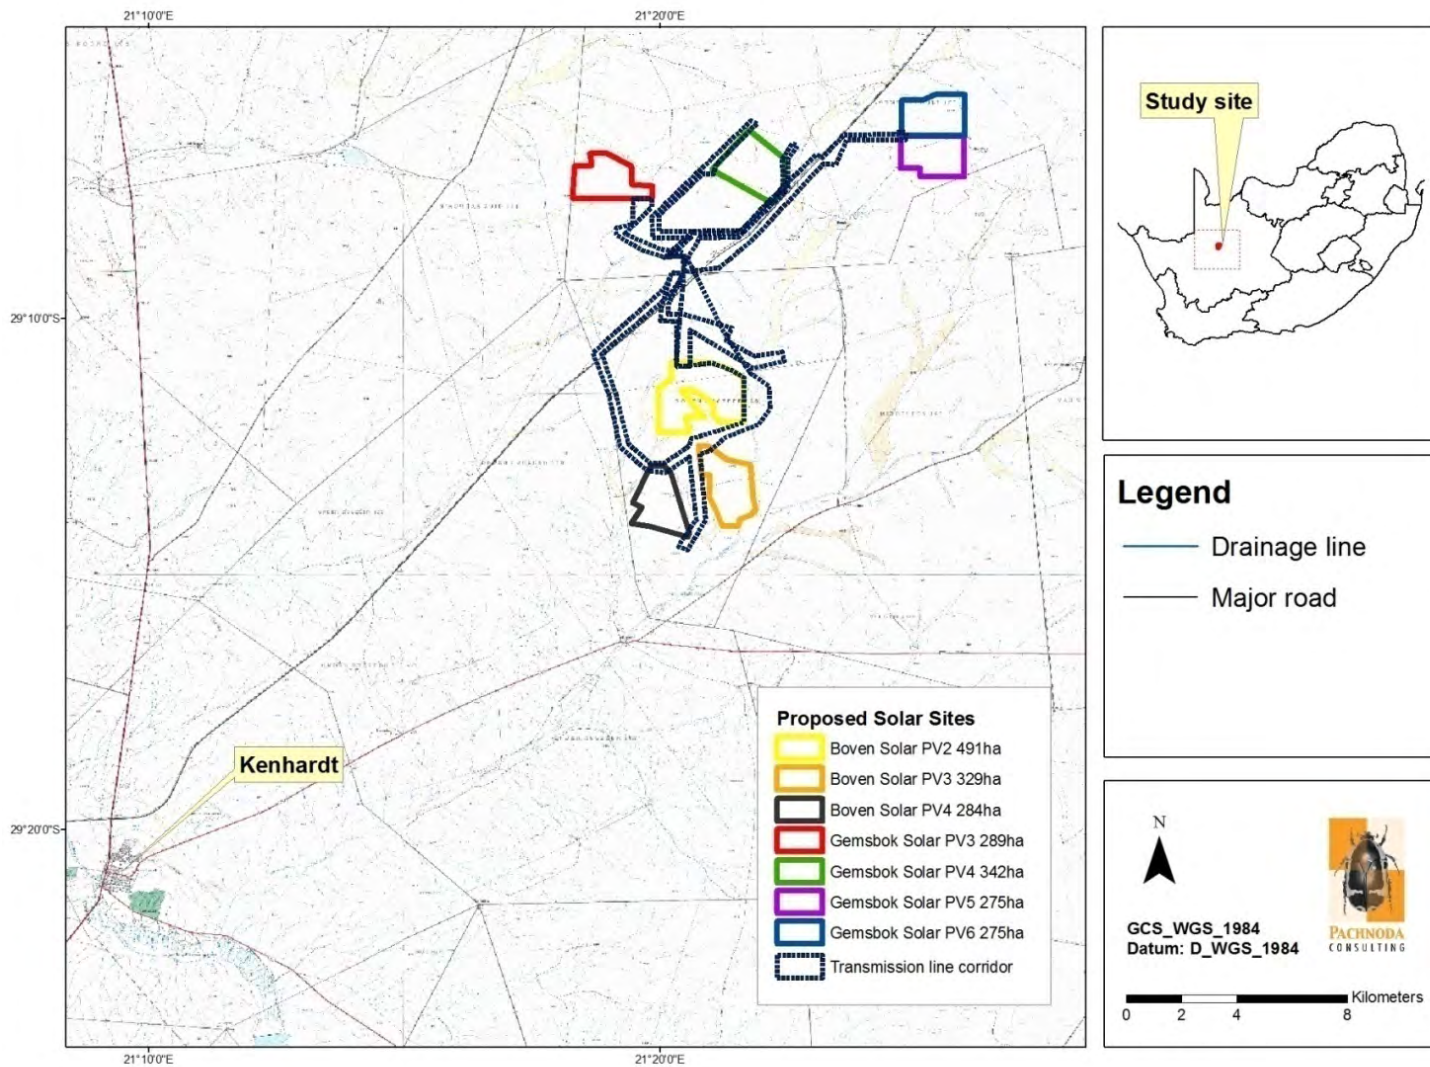 21°10'0"E
21°20'0"E
Study site
29°10'0"S
Legend
Drainage line
Major road
Proposed Solar Sites
Boven Solar PV2 491ha
Boven Solar PV3 329ha
Boven Solar PV4 284ha
Gemsbok Solar PV3 289ha
Gemsbok Solar PV4 342ha
Gemsbok Solar PV5 275ha
Gemsbok Solar PV6 275ha
Transmission line corridor
Kenhardt
29°20'0"S
N
GCS_WGS_1984
Datum: D_WGS_1984
PACHNODA
CONSULTING
Kilometers
0 2 4 8
21°10'0"E
21°20'0"E